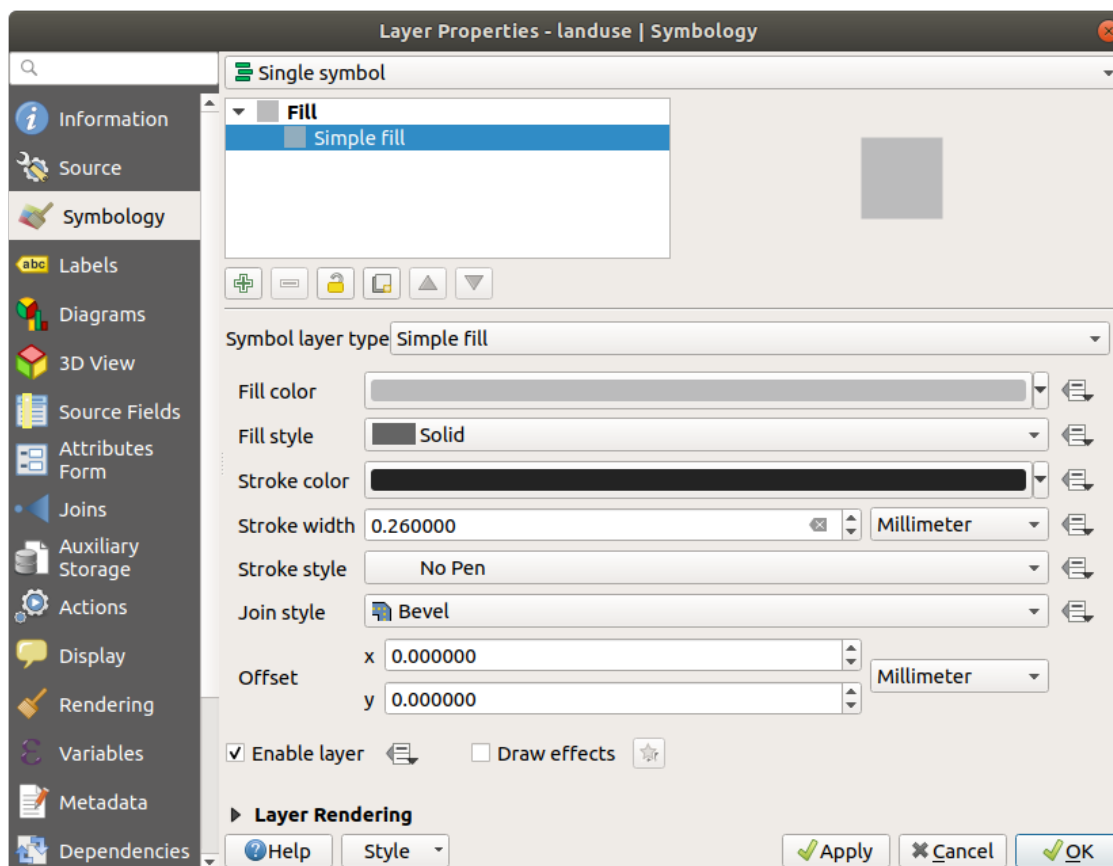 Layer Properties - landuse | Symbology
Information
Source
Symbology
abc Labels
Diagrams
3D View
Source Fields
Attributes
Form
Joins
Auxiliary
Storage
Actions
Display
Rendering
Variables
Metadata
Dependencies
Single symbol
Fill
Simple fill
Symbol layer type Simple fill
Fill color
Fill style Solid
Stroke color
Stroke width 0.260000 Millimeter
Stroke style No Pen
Join style Bevel
Offset
x 0.000000
y 0.000000
Millimeter
Enable layer Draw effects
Layer Rendering
Help Style Apply Cancel OK